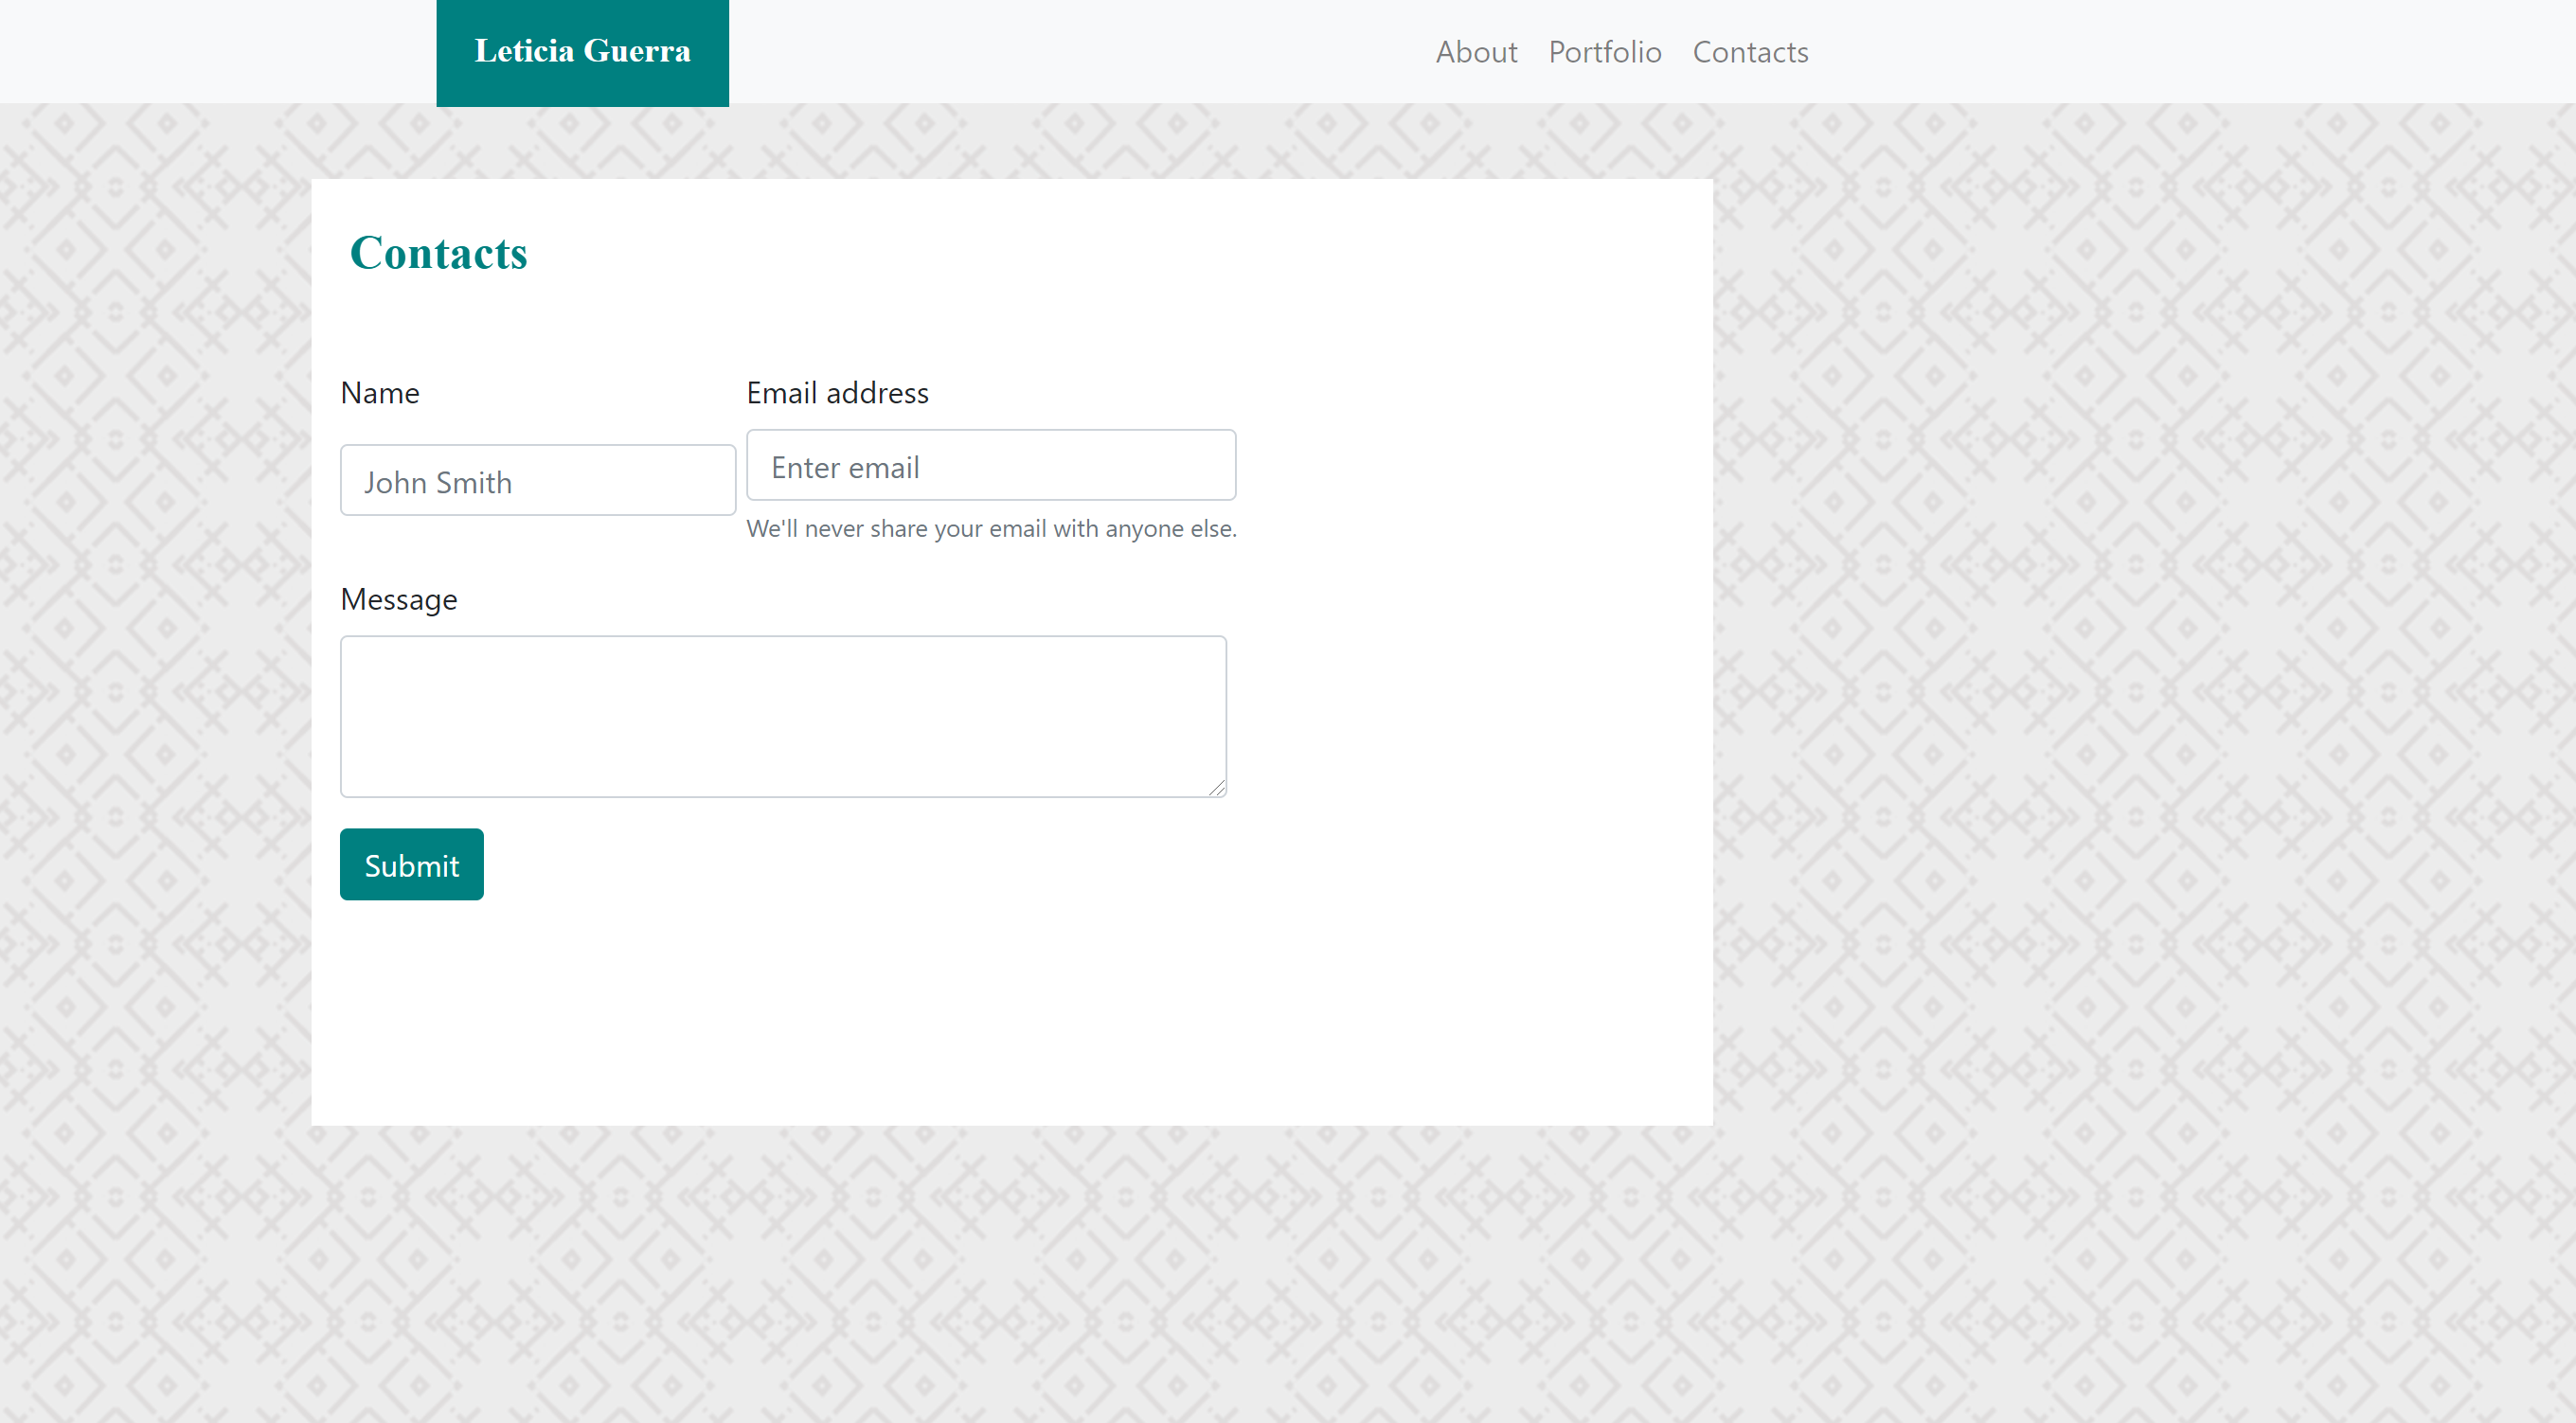 Leticia Guerra
About Portfolio Contacts
Contacts
Name
John Smith
Email address
Enter email
We'll never share your email with anyone else.
Message
Submit